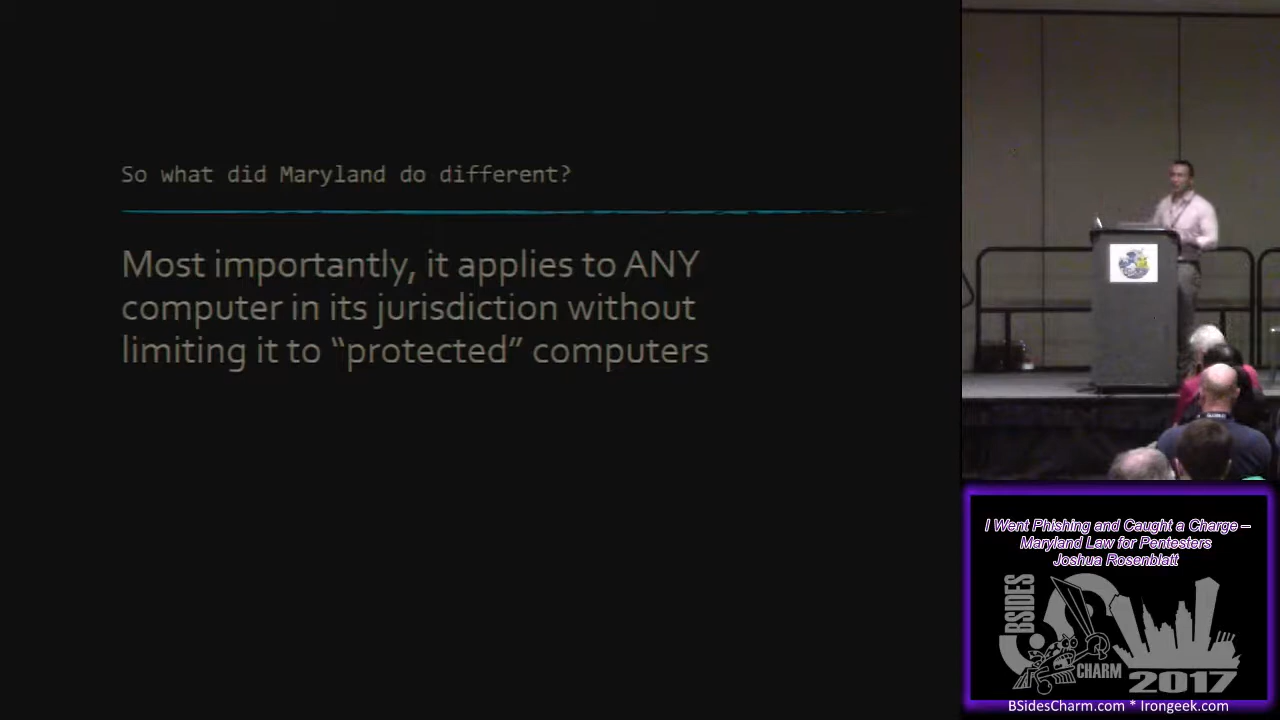 So what did Maryland do different?
Most importantly, it applies to ANY
computer in its jurisdiction without
limiting it to “protected” computers
I Went Phishing and Caught a Charge –
Maryland Law for Pentesters
Joshua Rosenblatt
BSIDES
CHARM
2017
BSidesCharm.com * Irongeek.com